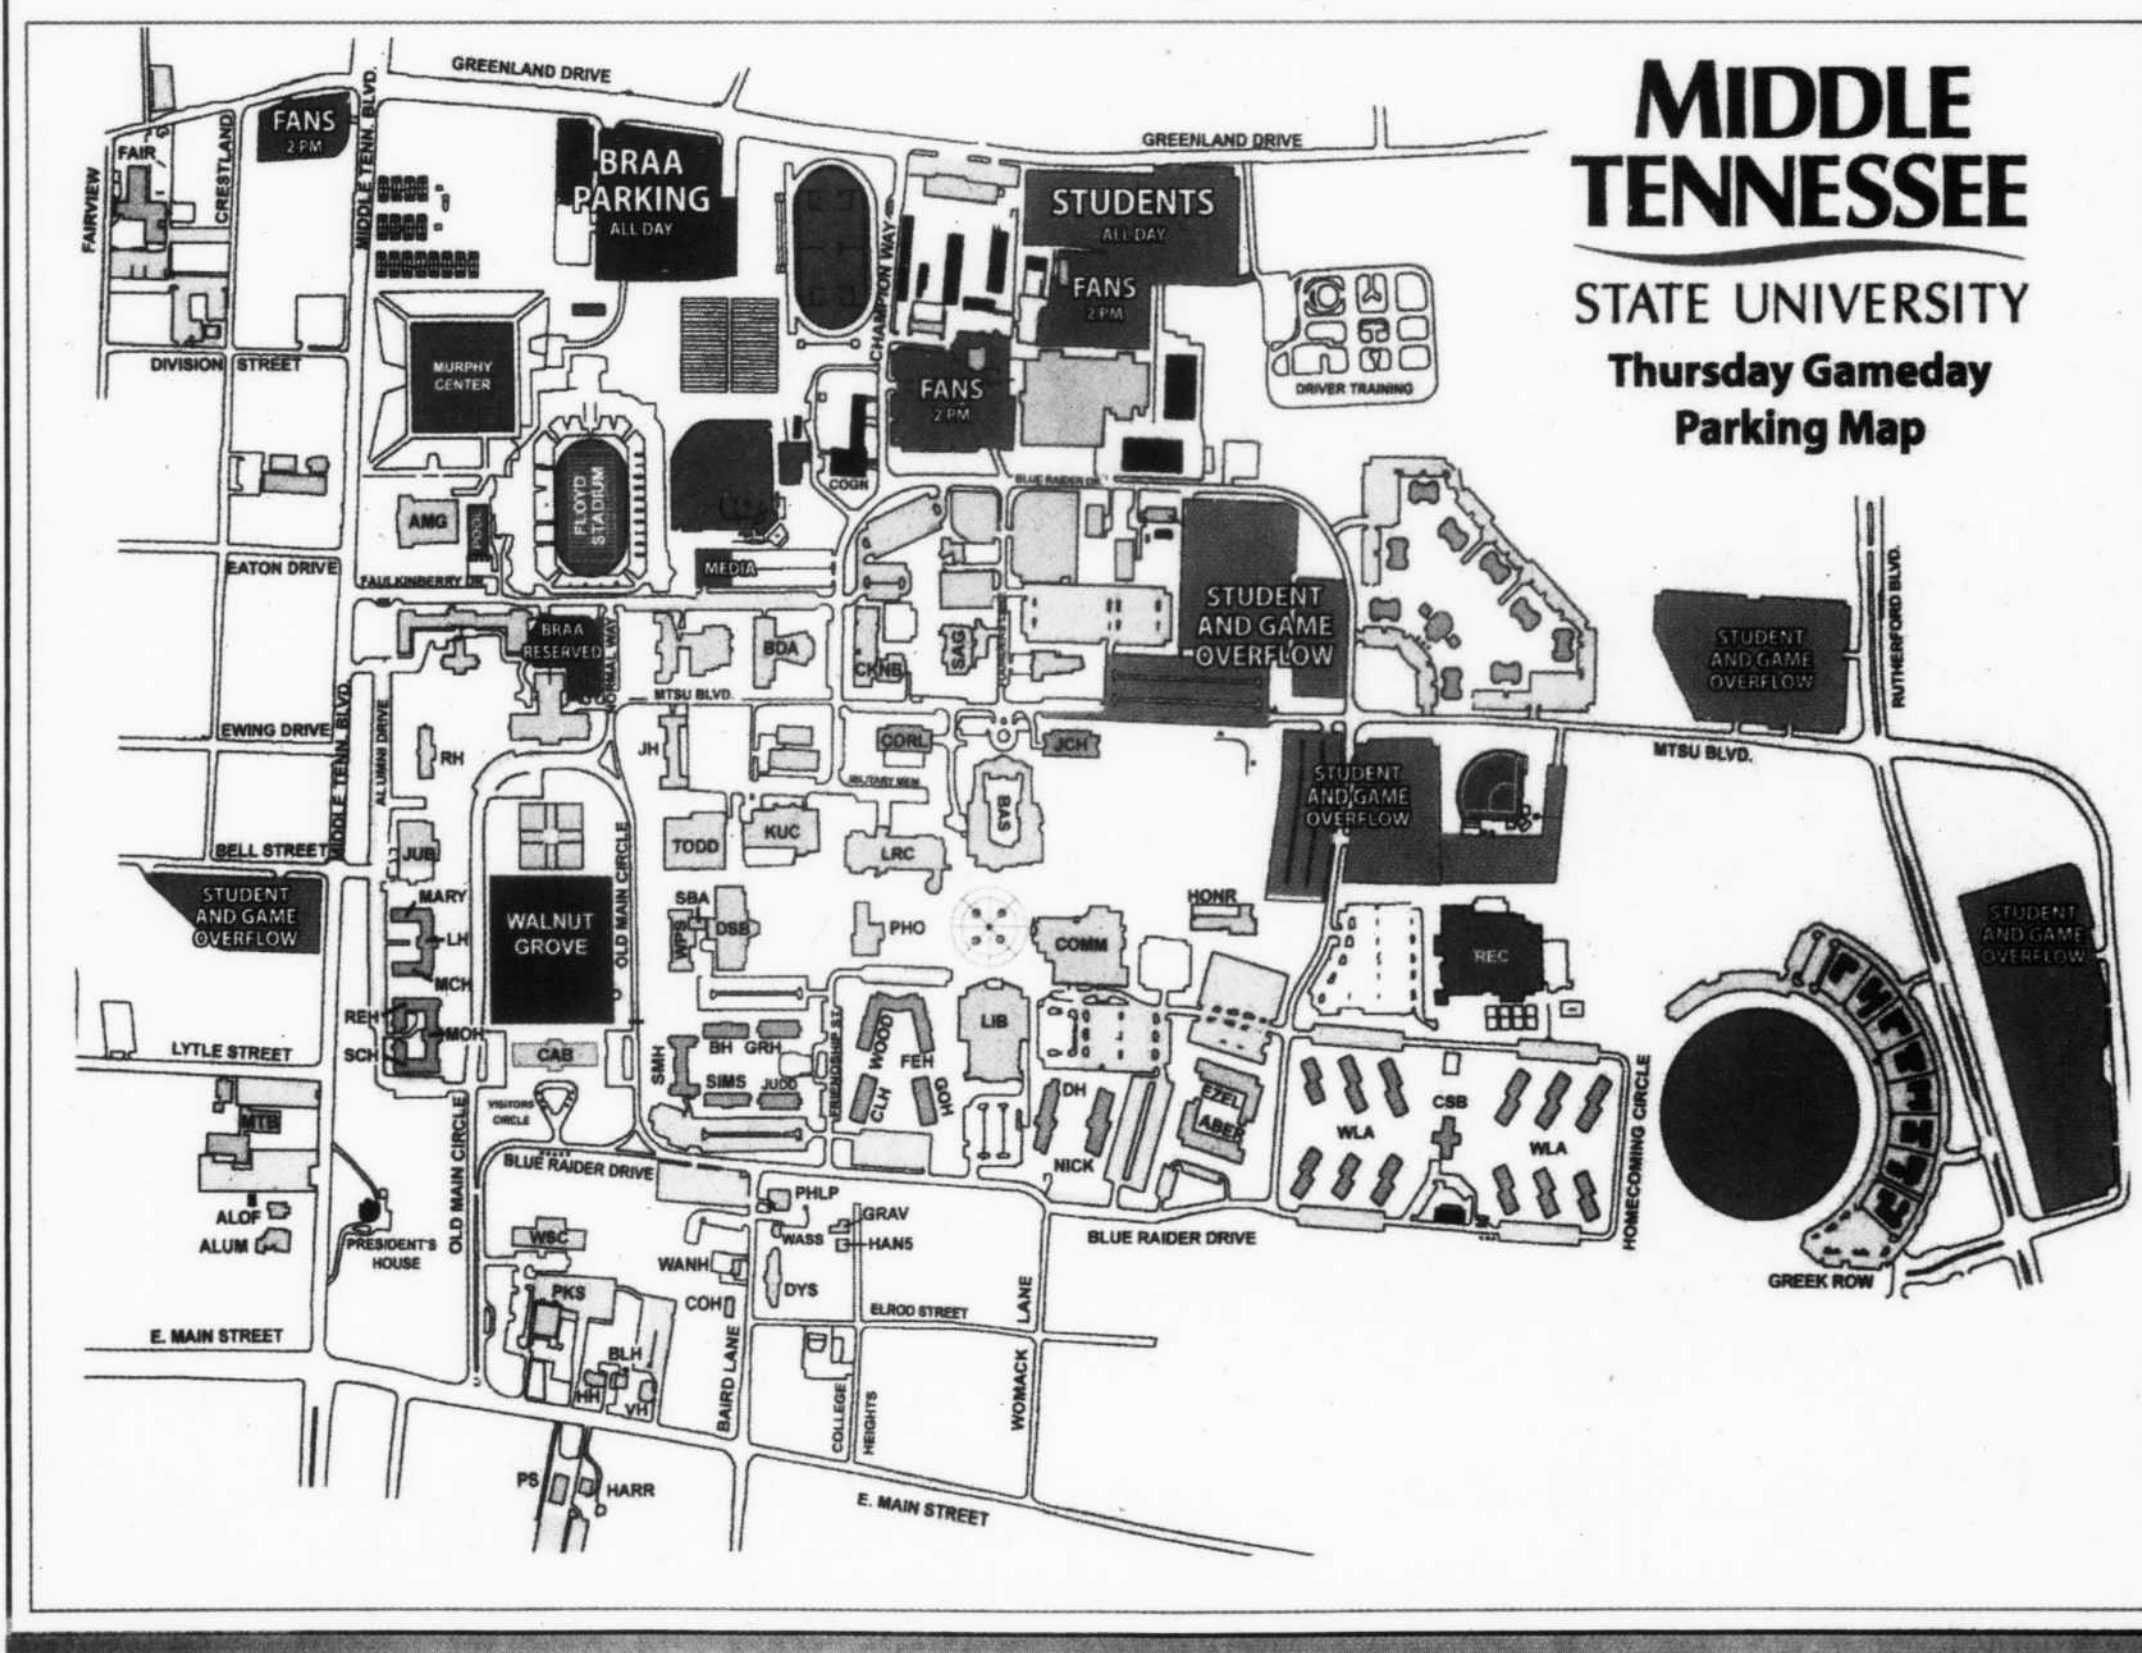 MIDDLE
TENNESSEE
STATE UNIVERSITY
Thursday Gameday
Parking Map
GREENLAND DRIVE
GREENLAND DRIVE
FANS
2 PM
MIDDLE TENN. BLVD.
CRESTLAND
FAIR
FAIRVIEW
BRAA
PARKING
ALL DAY
CHAMPION WAY
STUDENTS
ALL DAY
FANS
2 PM
FANS
2 PM
DRIVER TRAINING
DIVISION STREET
MURPHY
CENTER
FLOYD
STADIUM
COGN
BLUE RAIDER DR.
AMG
POOL
MEDIA
EATON DRIVE
FAULKINBERRY DR.
BRAA
RESERVED
NORMAL WAY
BDA
CKNB
SAG
STUDENT
AND GAME
OVERFLOW
STUDENT
AND GAME
OVERFLOW
RUTHERFORD BLVD.
MTSU BLVD.
MTSU BLVD.
EWING DRIVE
MIDDLE TENN. BLVD.
ALUMNI DRIVE
RH
JH
CORL
JCH
BAS
STUDENT
AND GAME
OVERFLOW
BELL STREET
JUB
TODD
KUC
LRC
OLD MAIN CIRCLE
STUDENT
AND GAME
OVERFLOW
MARY
LH
MCH
WALNUT
GROVE
SBA
WPS
DSB
PHO
COMM
HONR
REC
STUDENT
AND GAME
OVERFLOW
REH
MOH
SCH
LYTLE STREET
CAB
SMH
BH
GRH
SIMS
JUDD
FRIENDSHIP ST.
WOOD
FEH
CLH
GOH
LIB
DH
NICK
EZEL
ABER
WLA
CSB
WLA
HOMECOMING CIRCLE
MTB
VISITORS
CIRCLE
OLD MAIN CIRCLE
BLUE RAIDER DRIVE
BLUE RAIDER DRIVE
ALOF
ALUM
PRESIDENT'S
HOUSE
WSC
PHLP
WASS
GRAV
HAN5
WANH
DYS
COH
PKS
ELROD STREET
GREEK ROW
E. MAIN STREET
BLH
HH
VH
BAIRD LANE
COLLEGE
HEIGHTS
WOMACK
LANE
PS
HARR
E. MAIN STREET